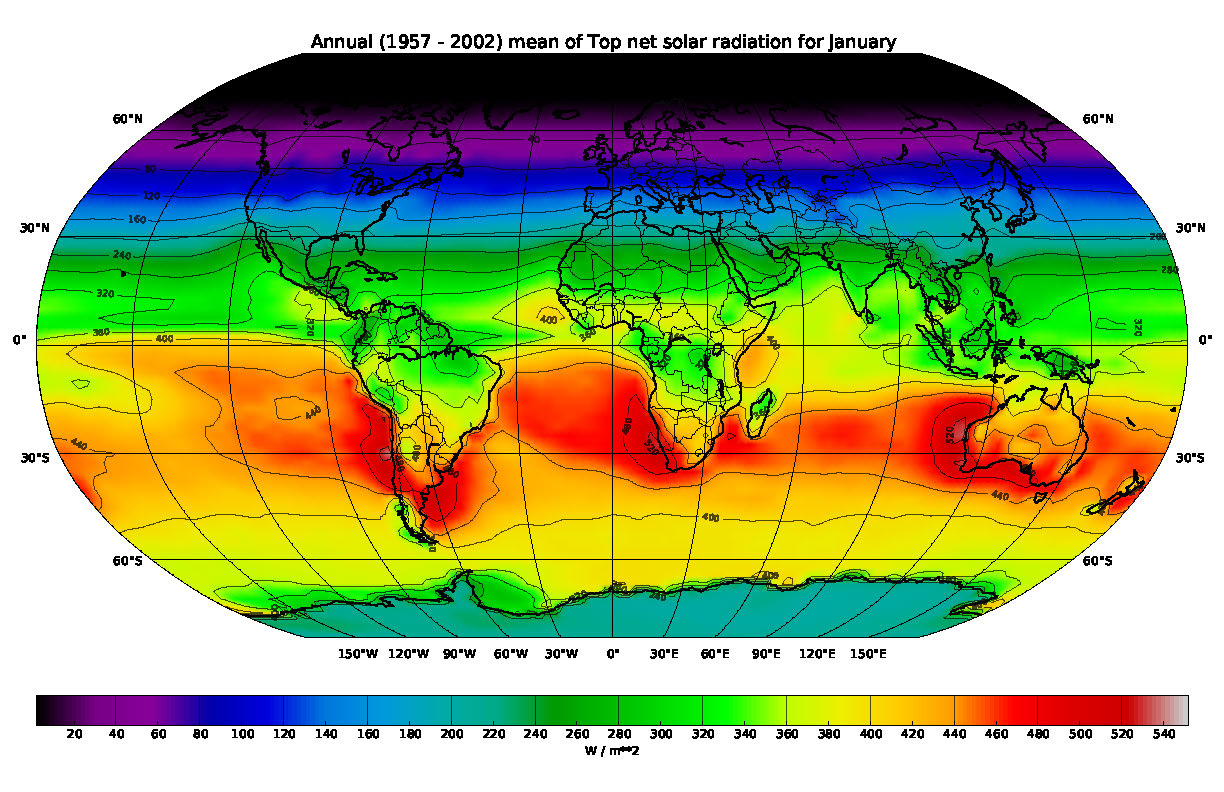 Annual (1957 - 2002) mean of Top net solar radiation for January
60°N 60°N
80
120
160
30°N 30°N
200
240
280
320 320 320
400
360
380 400
400
0° 0°
440
480
520 520
440
30°S 30°S
440
400
60°S 60°S
400
150°W 120°W 90°W 60°W 30°W 0° 30°E 60°E 90°E 120°E 150°E
20 40 60 80 100 120 140 160 180 200 220 240 260 280 300 320 340 360 380 400 420 440 460 480 500 520 540
W / m**2